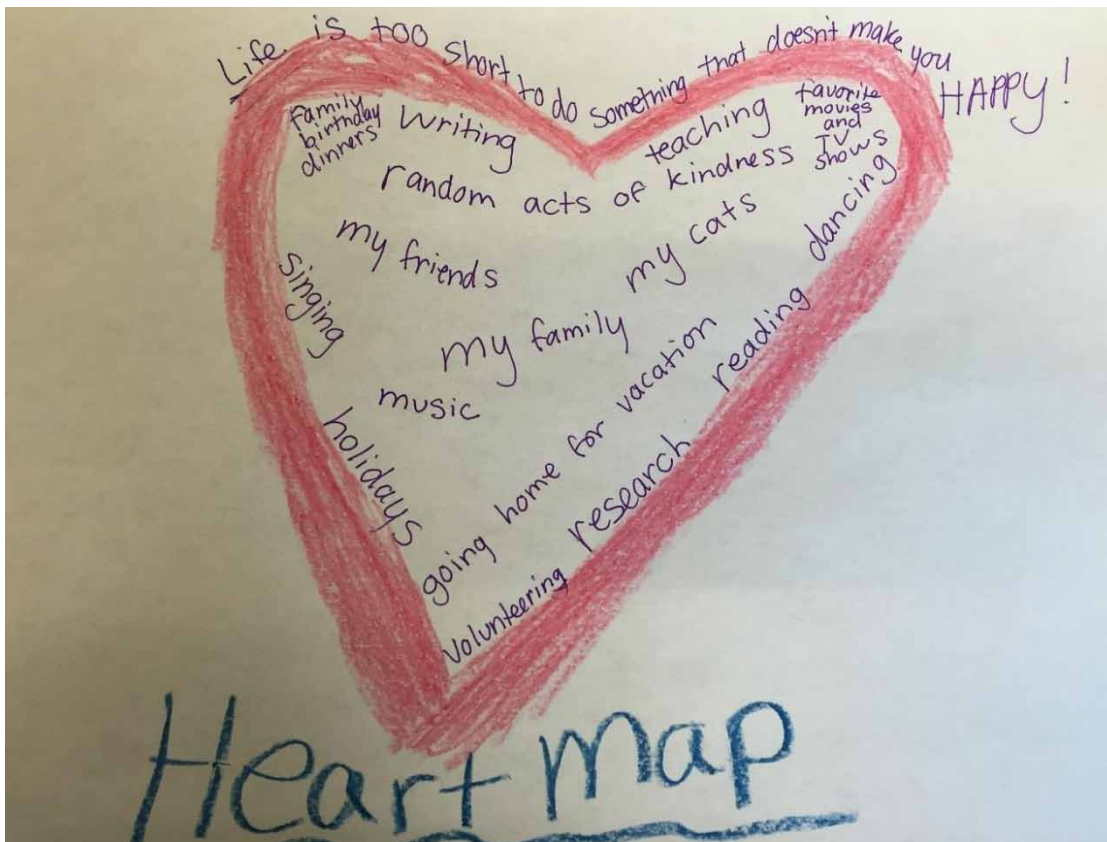 Life is too short to do something that doesn't make you HAPPY!
family
birthday
dinners
writing
teaching
favorite
movies
and
TV
shows
random acts of kindness
my friends
my cats
dancing
singing
my family
music
going home for vacation
reading
holidays
research
volunteering
Heart map